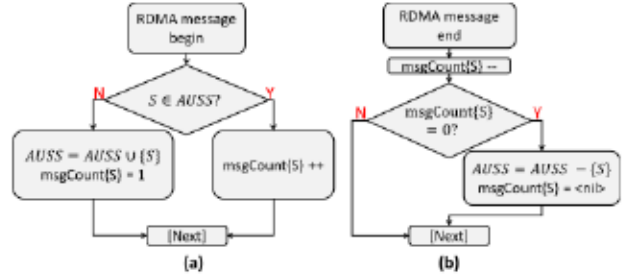 RDMA message
begin
N
S ∈ AUSS?
Y
AUSS = AUSS ∪ {S}
msgCount{S} = 1
msgCount{S} ++
[Next]
(a)
RDMA message
end
msgCount{S} --
N
msgCount{S}
= 0?
Y
AUSS = AUSS − {S}
msgCount{S} = <nil>
[Next]
(b)